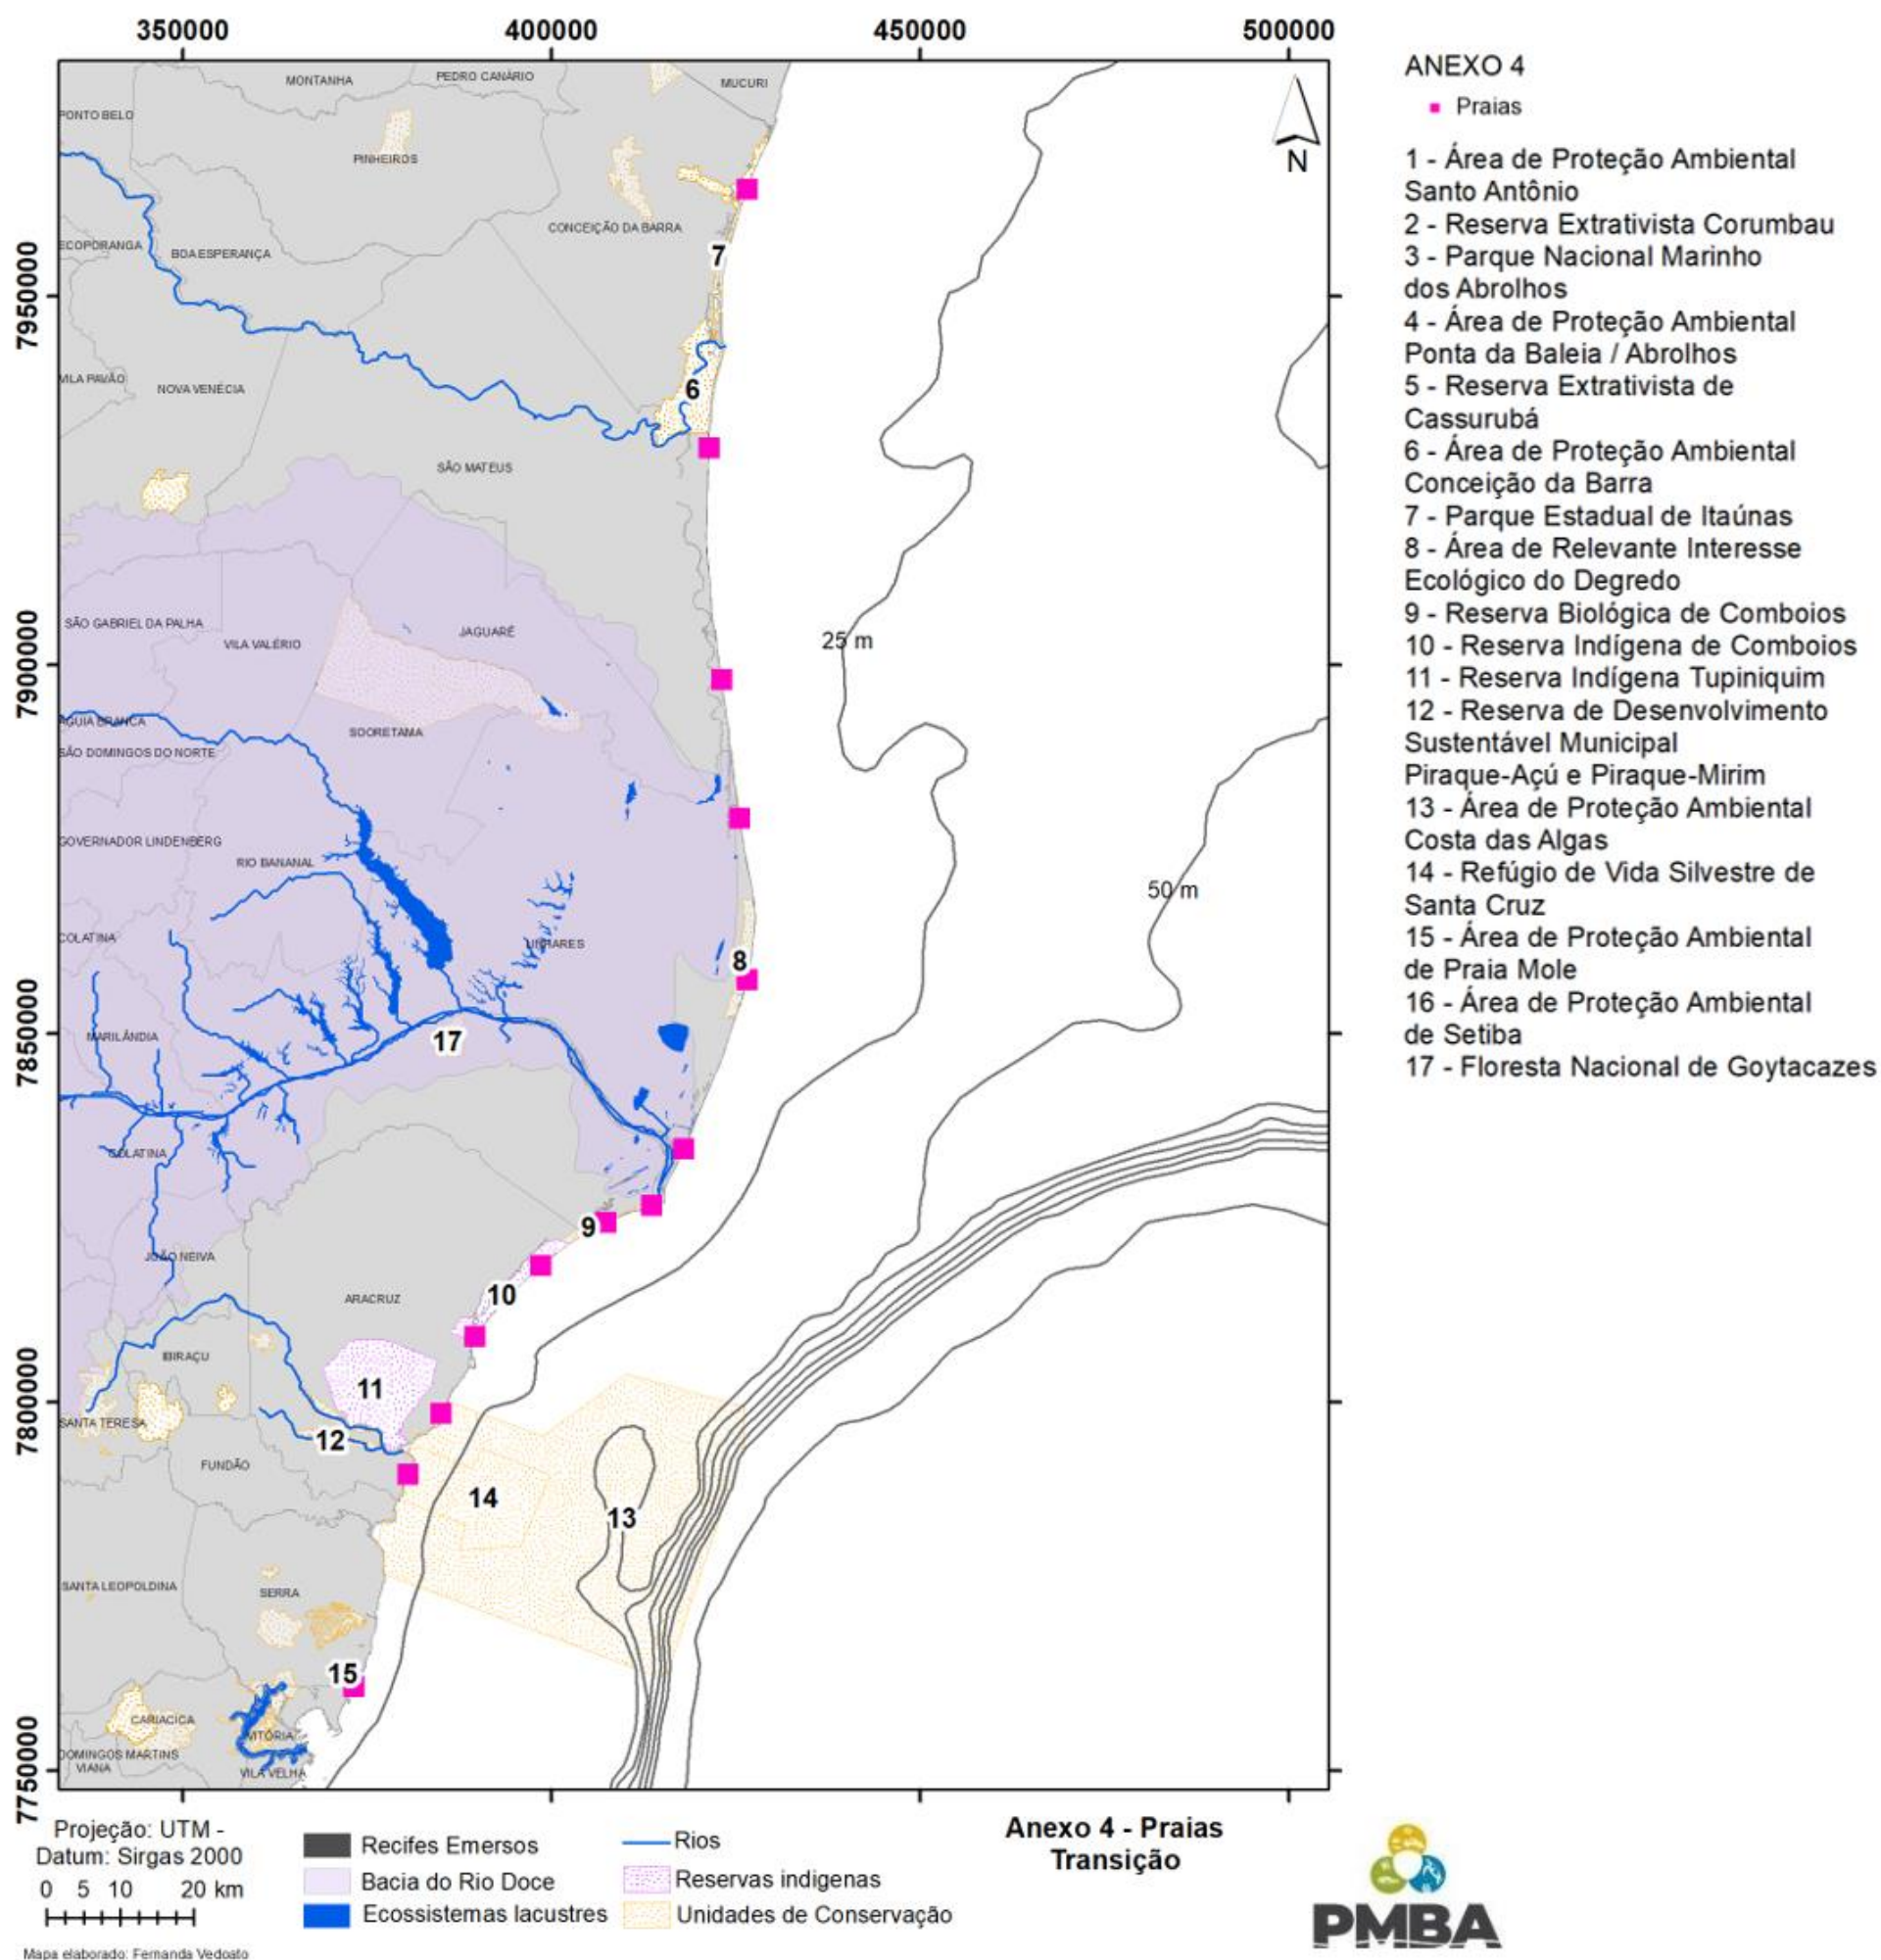 350000
400000
450000
500000
ANEXO 4
Praias
1 - Área de Proteção Ambiental
Santo Antônio
2 - Reserva Extrativista Corumbau
3 - Parque Nacional Marinho
dos Abrolhos
4 - Área de Proteção Ambiental
Ponta da Baleia / Abrolhos
5 - Reserva Extrativista de
Cassurubá
6 - Área de Proteção Ambiental
Conceição da Barra
7 - Parque Estadual de Itaúnas
8 - Área de Relevante Interesse
Ecológico do Degredo
9 - Reserva Biológica de Comboios
10 - Reserva Indígena de Comboios
11 - Reserva Indígena Tupiniquim
12 - Reserva de Desenvolvimento
Sustentável Municipal
Piraque-Açú e Piraque-Mirim
13 - Área de Proteção Ambiental
Costa das Algas
14 - Refúgio de Vida Silvestre de
Santa Cruz
15 - Área de Proteção Ambiental
de Praia Mole
16 - Área de Proteção Ambiental
de Setiba
17 - Floresta Nacional de Goytacazes
N
MONTANHA
PEDRO CANÁRIO
MUCURI
PONTO BELO
PINHEIROS
CONCEIÇÃO DA BARRA
ECOPORANGA
BOA ESPERANÇA
7
7950000
VILA PAVÃO
NOVA VENÉCIA
6
SÃO MATEUS
SÃO GABRIEL DA PALHA
VILA VALÉRIO
JAGUARÉ
25 m
7900000
ÁGUIA BRANCA
SOORETAMA
SÃO DOMINGOS DO NORTE
GOVERNADOR LINDENBERG
RIO BANANAL
50 m
COLATINA
LINHARES
8
MARILÂNDIA
17
7850000
COLATINA
9
JOÃO NEIVA
10
ARACRUZ
IBIRAÇU
11
7800000
SANTA TERESA
12
FUNDÃO
14
13
SANTA LEOPOLDINA
SERRA
15
CARIACICA
VITÓRIA
DOMINGOS MARTINS
VIANA
VILA VELHA
7750000
Projeção: UTM -
Datum: Sirgas 2000
0 5 10 20 km
Mapa elaborado: Fernanda Vedoato
Recifes Emersos
Bacia do Rio Doce
Ecossistemas lacustres
Rios
Reservas indigenas
Unidades de Conservação
Anexo 4 - Praias
Transição
PMBA